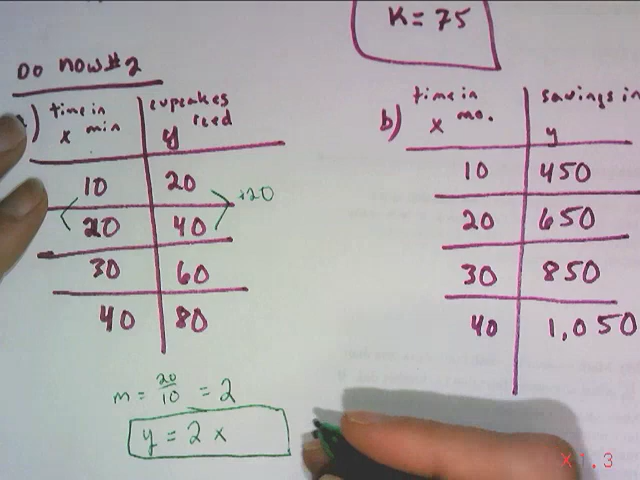 K = 75
Do now #2
a) time in x min | cupcakes iced y
10 | 20
20 | 40
+20
30 | 60
40 | 80
m = 20/10 = 2
y = 2x
b) time in x mo. | savings in y
10 | 450
20 | 650
30 | 850
40 | 1,050
x1.3